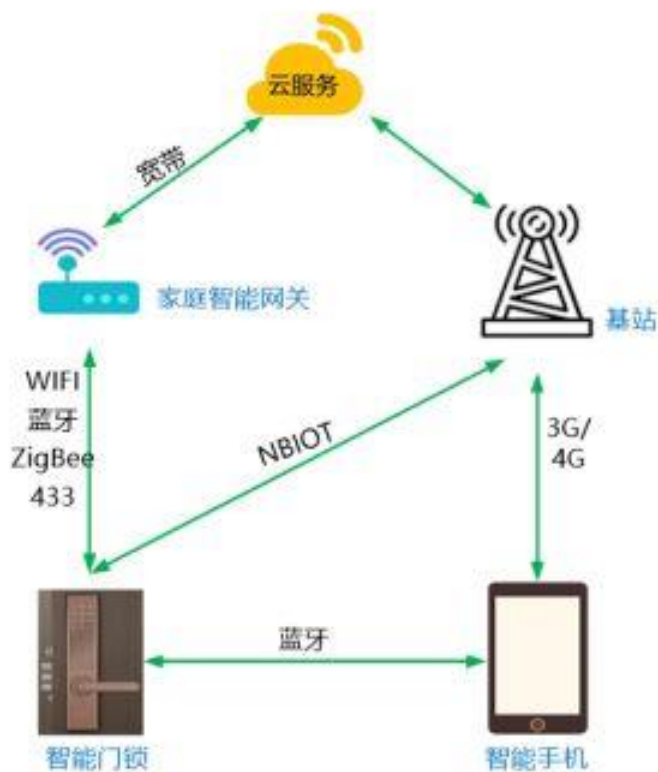 云服务
宽带
家庭智能网关
基站
WIFI
蓝牙
ZigBee
433
NBIOT
3G/
4G
蓝牙
智能门锁
智能手机